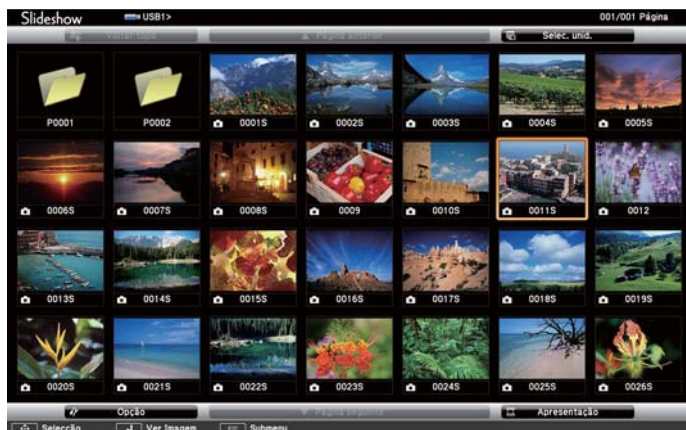 Slideshow USB1> 001/001 Página
Voltar topo Página anterior Selec. unid.
P0001 P0002 0001S 0002S 0003S 0004S 0005S
0006S 0007S 0008S 0009 0010S 0011S 0012
0013S 0014S 0015S 0016S 0017S 0018S 0019S
0020S 0021S 0022S 0023S 0024S 0025S 0026S
Opção Página seguinte Apresentação
Selecção Ver Imagem Submenu